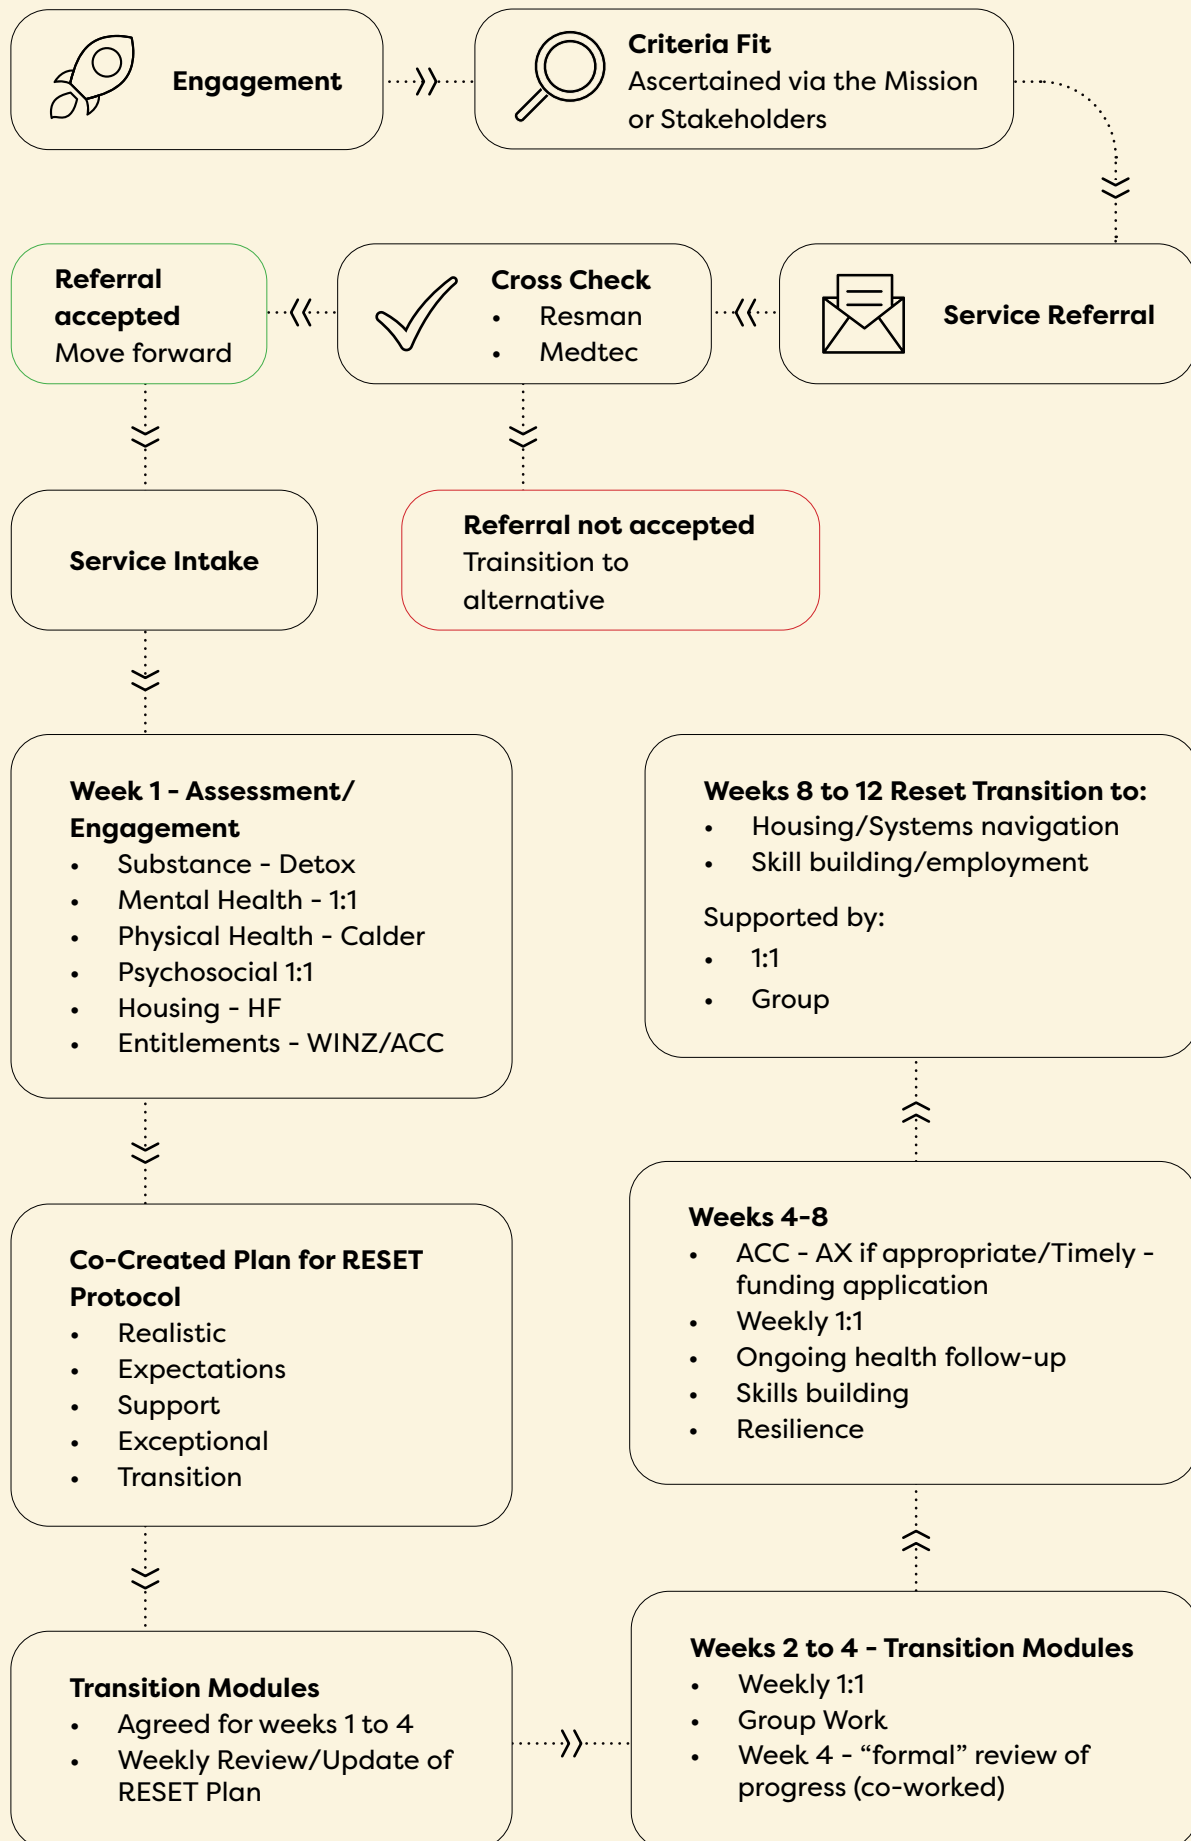 Engagement
Criteria Fit
Ascertained via the Mission
or Stakeholders
Service Referral
Cross Check
• Resman
• Medtec
Referral
accepted
Move forward
Referral not accepted
Trainsition to
alternative
Service Intake
Week 1 - Assessment/
Engagement
• Substance - Detox
• Mental Health - 1:1
• Physical Health - Calder
• Psychosocial 1:1
• Housing - HF
• Entitlements - WINZ/ACC
Co-Created Plan for RESET
Protocol
• Realistic
• Expectations
• Support
• Exceptional
• Transition
Transition Modules
• Agreed for weeks 1 to 4
• Weekly Review/Update of
RESET Plan
Weeks 2 to 4 - Transition Modules
• Weekly 1:1
• Group Work
• Week 4 - “formal” review of
progress (co-worked)
Weeks 4-8
• ACC - AX if appropriate/Timely -
funding application
• Weekly 1:1
• Ongoing health follow-up
• Skills building
• Resilience
Weeks 8 to 12 Reset Transition to:
• Housing/Systems navigation
• Skill building/employment
Supported by:
• 1:1
• Group